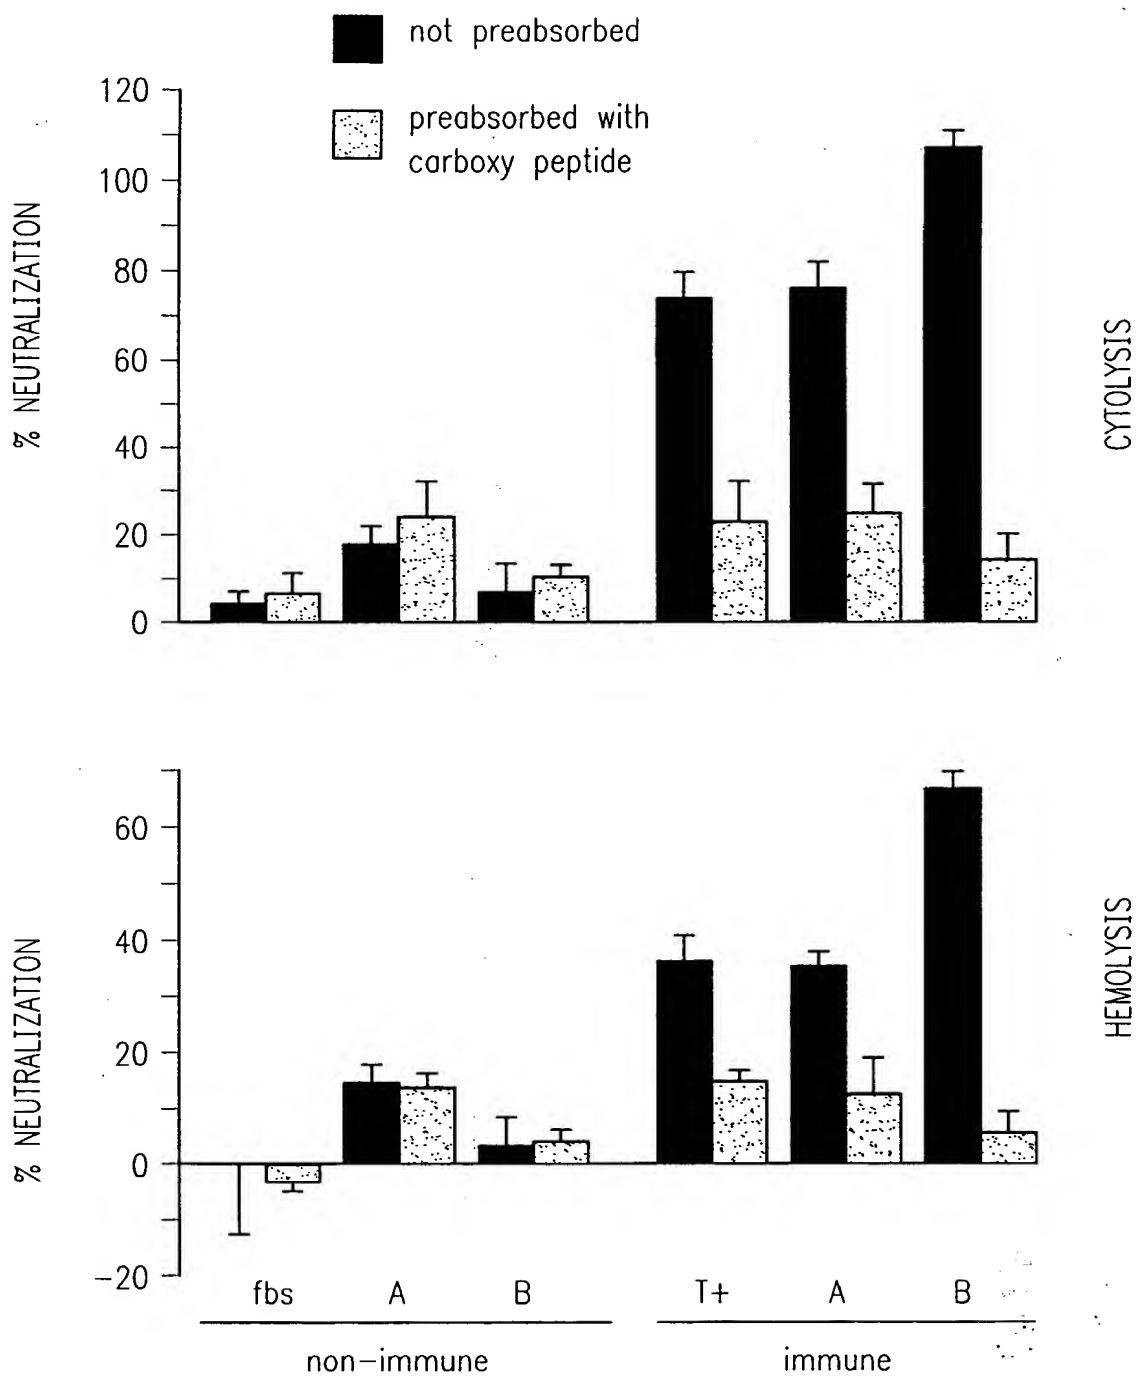 not preabsorbed
preabsorbed with
carboxy peptide
120
100
80
60
40
20
0
% NEUTRALIZATION
CYTOLYSIS
60
40
20
0
-20
% NEUTRALIZATION
HEMOLYSIS
fbs A B T+ A B
non-immune immune